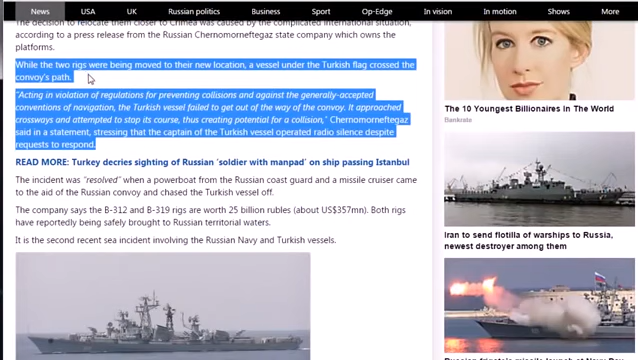 News USA UK Russian politics Business Sport Op-Edge In vision In motion Shows More
The decision to relocate them closer to Crimea was caused by the complicated international situation,
according to a press release from the Russian Chernomorneftegaz state company which owns the
platforms.
While the two rigs were being moved to their new location, a vessel under the Turkish flag crossed the
convoy's path.
"Acting in violation of regulations for preventing collisions and against the generally-accepted
conventions of navigation, the Turkish vessel failed to get out of the way of the convoy. It approached
crossways and attempted to stop its course, thus creating potential for a collision," Chernomorneftegaz
said in a statement, stressing that the captain of the Turkish vessel operated radio silence despite
requests to respond.
READ MORE: Turkey decries sighting of Russian 'soldier with manpad' on ship passing Istanbul
The incident was "resolved" when a powerboat from the Russian coast guard and a missile cruiser came
to the aid of the Russian convoy and chased the Turkish vessel off.
The company says the B-312 and B-319 rigs are worth 25 billion rubles (about US$357mn). Both rigs
have reportedly being safely brought to Russian territorial waters.
It is the second recent sea incident involving the Russian Navy and Turkish vessels.
The 10 Youngest Billionaires In The World
Bankrate
Iran to send flotilla of warships to Russia,
newest destroyer among them